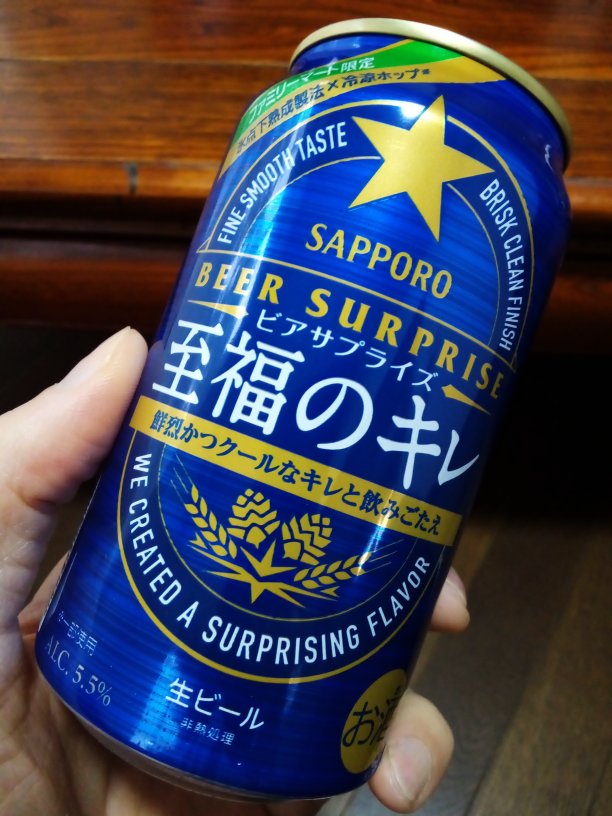 ファミリーマート限定
氷点下熟成製法×冷涼ホップ※
FINE SMOOTH TASTE
BRISK CLEAN FINISH
SAPPORO
BEER SURPRISE
ビアサプライズ
至福のキレ
鮮烈かつクールなキレと飲みごたえ
WE CREATED A SURPRISING FLAVOR
一部使用
ALC. 5.5%
生ビール
非熱処理
お酒